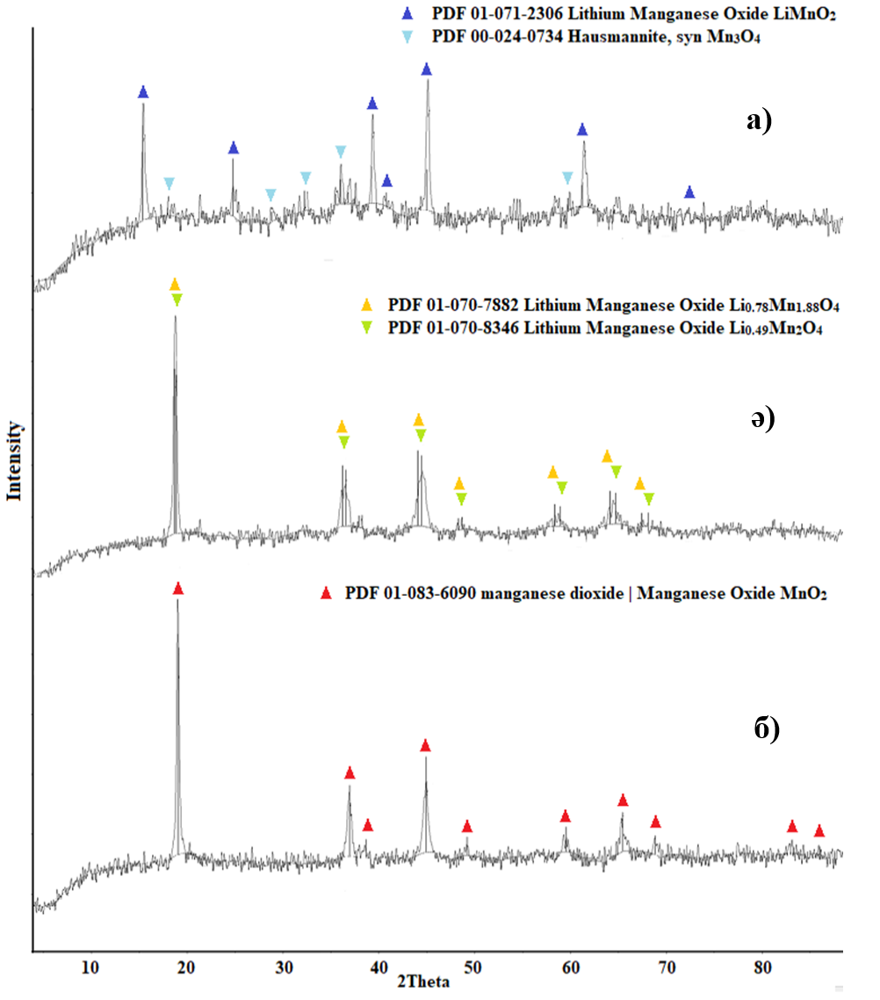 PDF 01-071-2306 Lithium Manganese Oxide LiMnO₂
PDF 00-024-0734 Hausmannite, syn Mn₃O₄
а)
PDF 01-070-7882 Lithium Manganese Oxide Li₀.₇₈Mn₁.₈₈O₄
PDF 01-070-8346 Lithium Manganese Oxide Li₀.₄₉Mn₂O₄
ә)
Intensity
PDF 01-083-6090 manganese dioxide | Manganese Oxide MnO₂
б)
10 20 30 40 50 60 70 80
2Theta